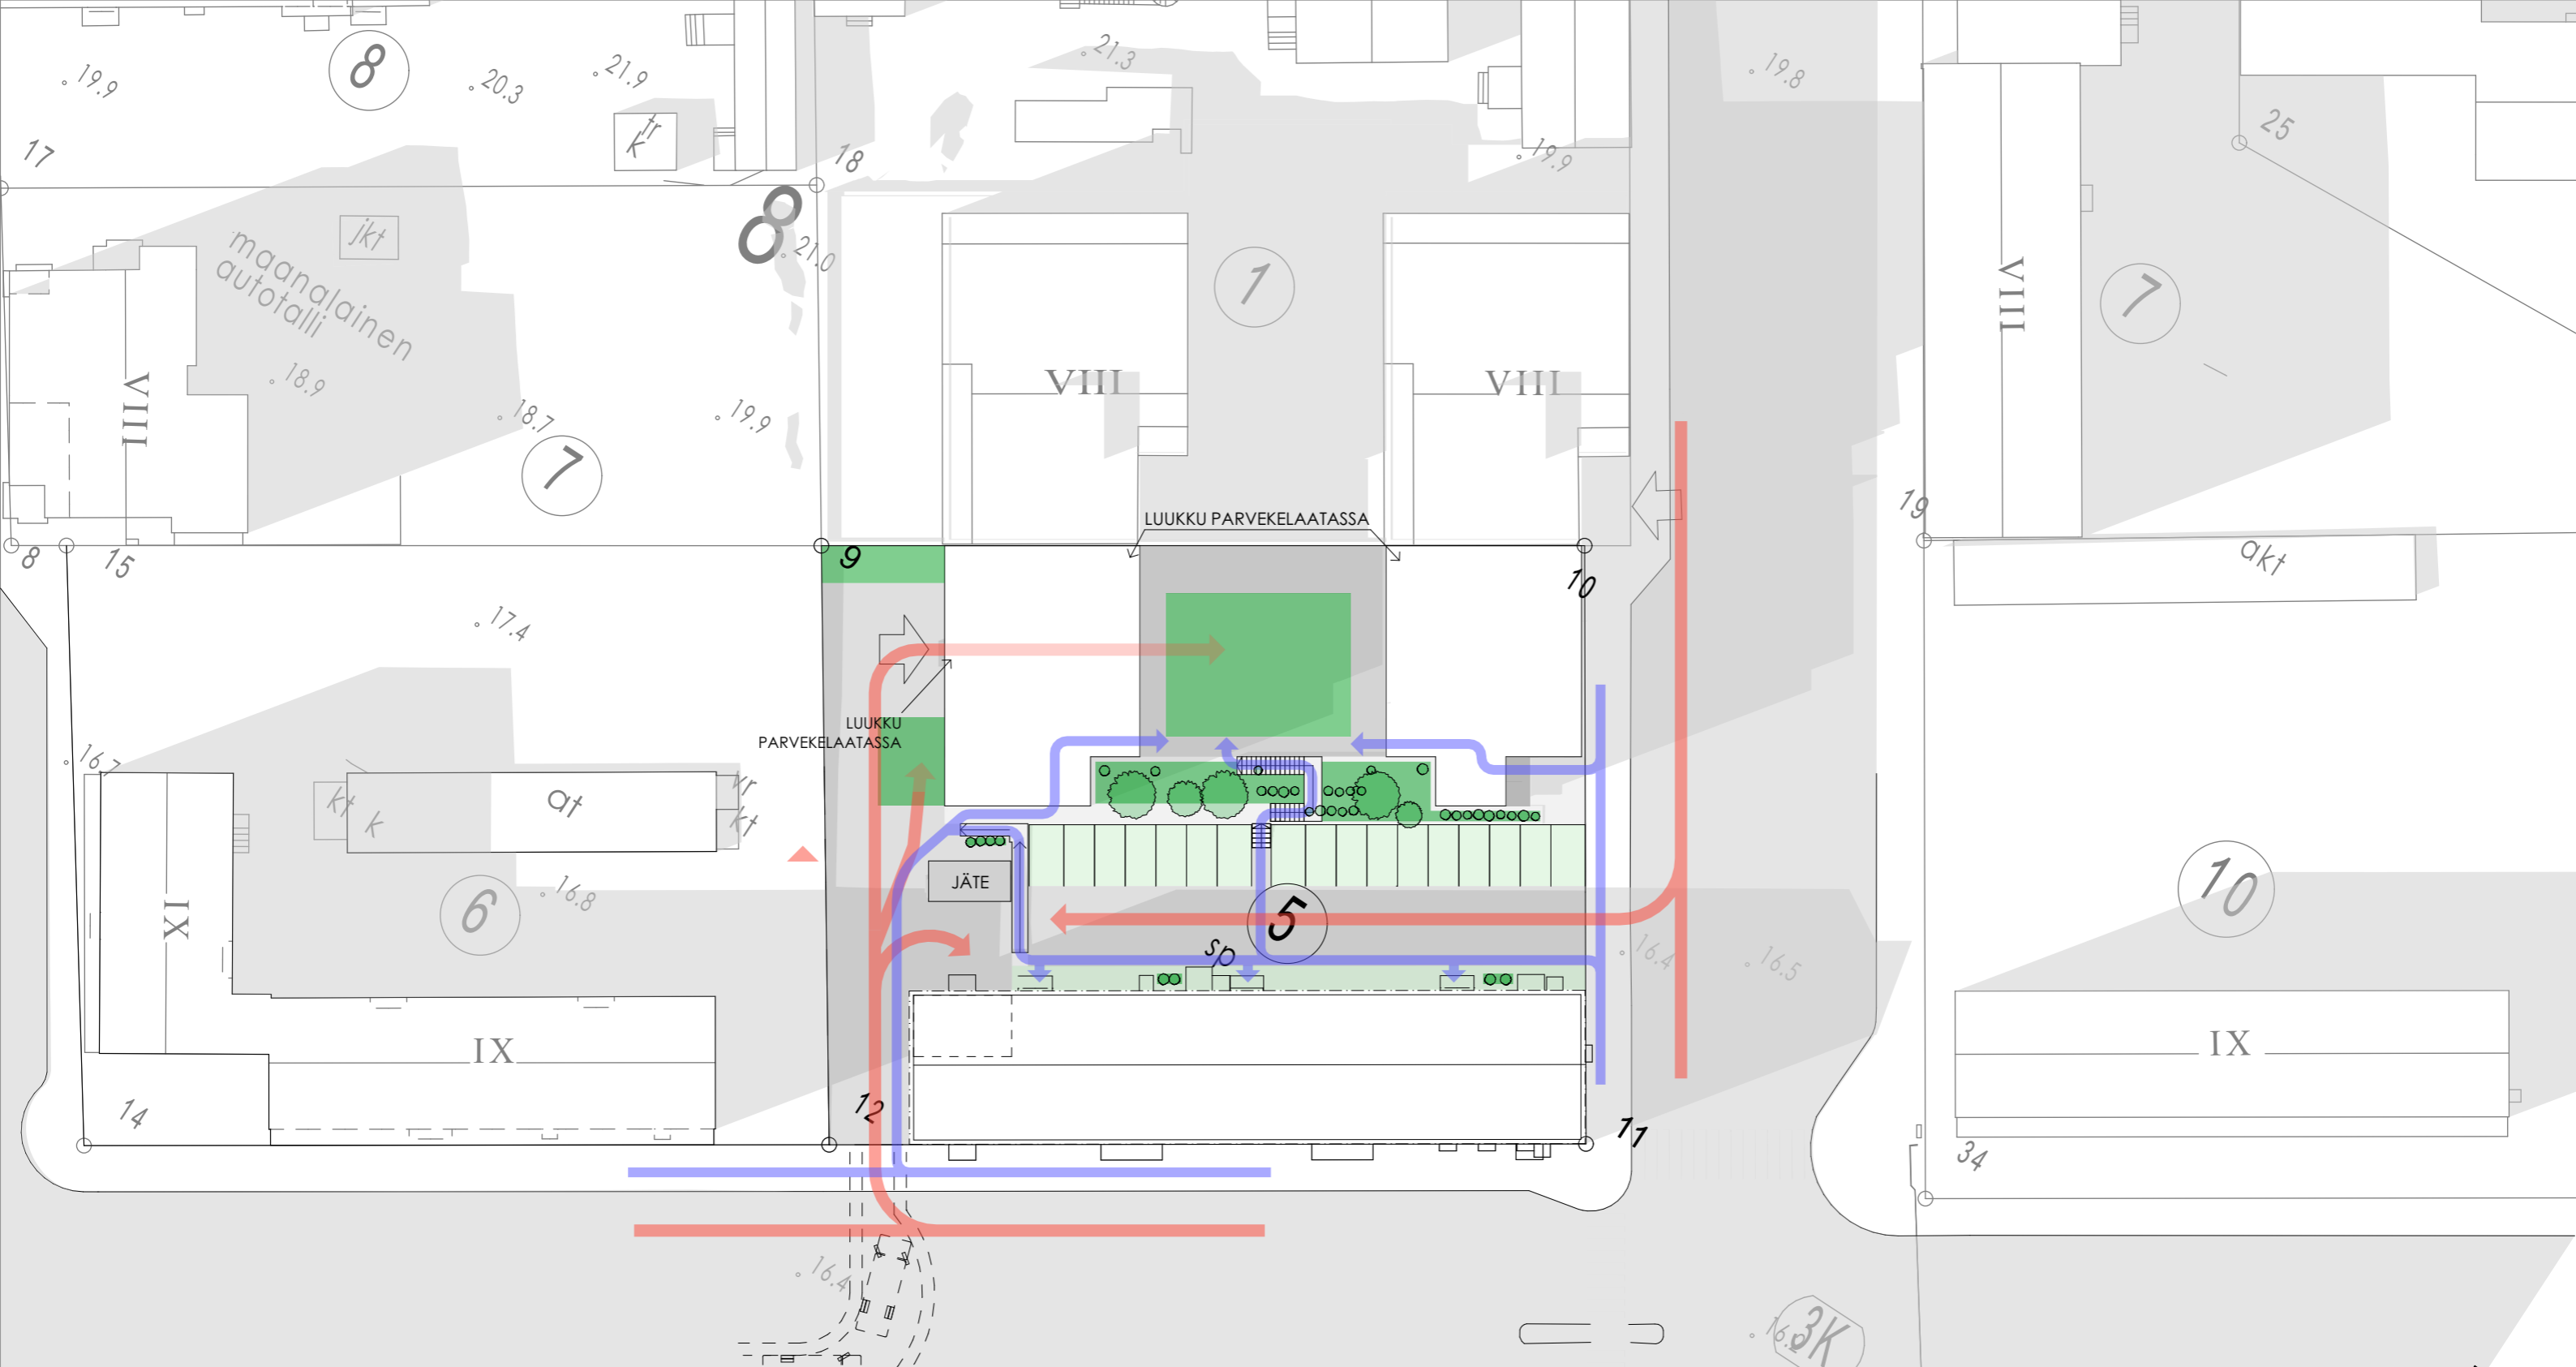 8
19.9
20.3
21.9
21.3
19.8
tr
k
17
18
25
19.9
8
21.0
jkt
maanalainen
autotalli
1
7
VIII
18.9
VIII
VIII
VIII
18.7
19.9
7
LUUKKU PARVEKELAATASSA
19
8
15
9
10
akt
17.4
LUUKKU
PARVEKELAATASSA
16.7
kt
k
at
vr
kt
JÄTE
6
16.8
IX
5
sp
16.4
16.5
10
IX
IX
14
12
11
34
16.4
3K